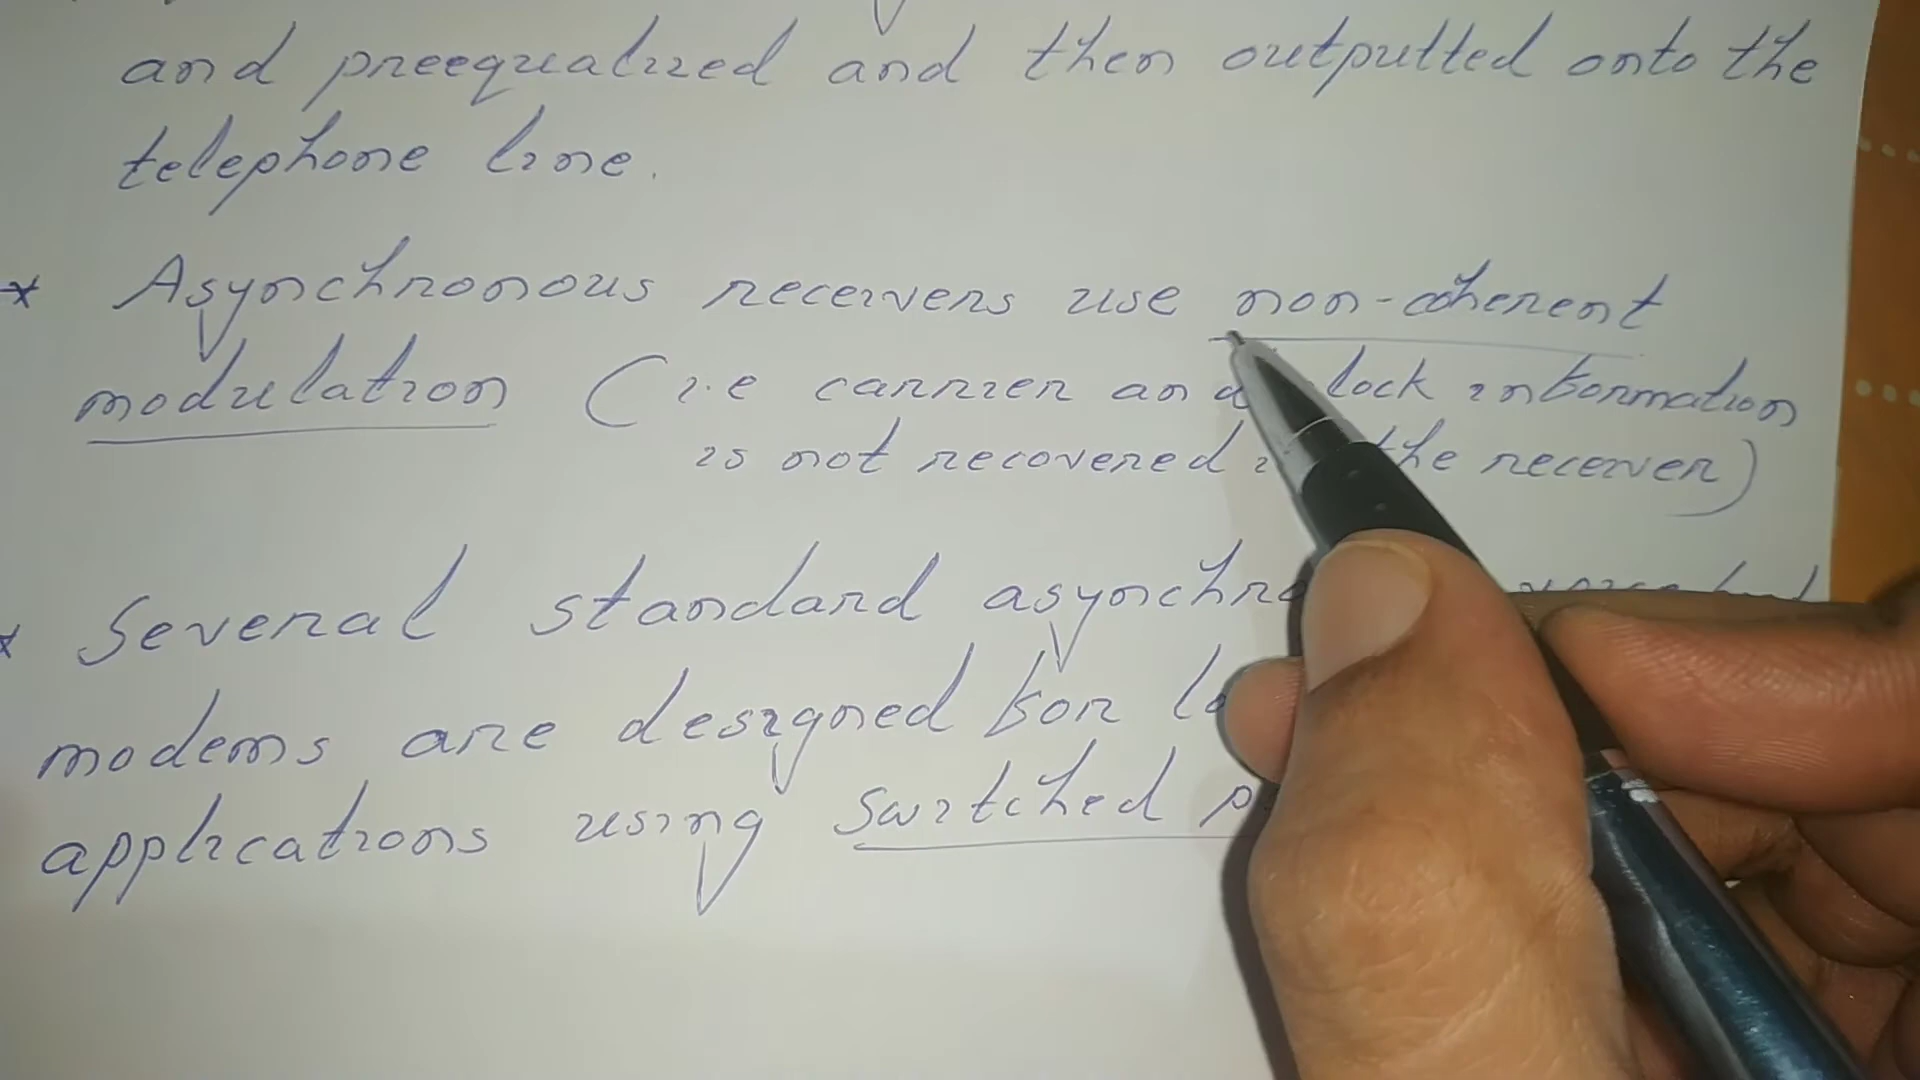 and preequalized and then outputted onto the
telephone line.
* Asynchronous receivers use non-coherent
modulation (i.e carrier and clock information
is not recovered in the receiver)
* Several standard asynchro
modems are designed for
applications using switched